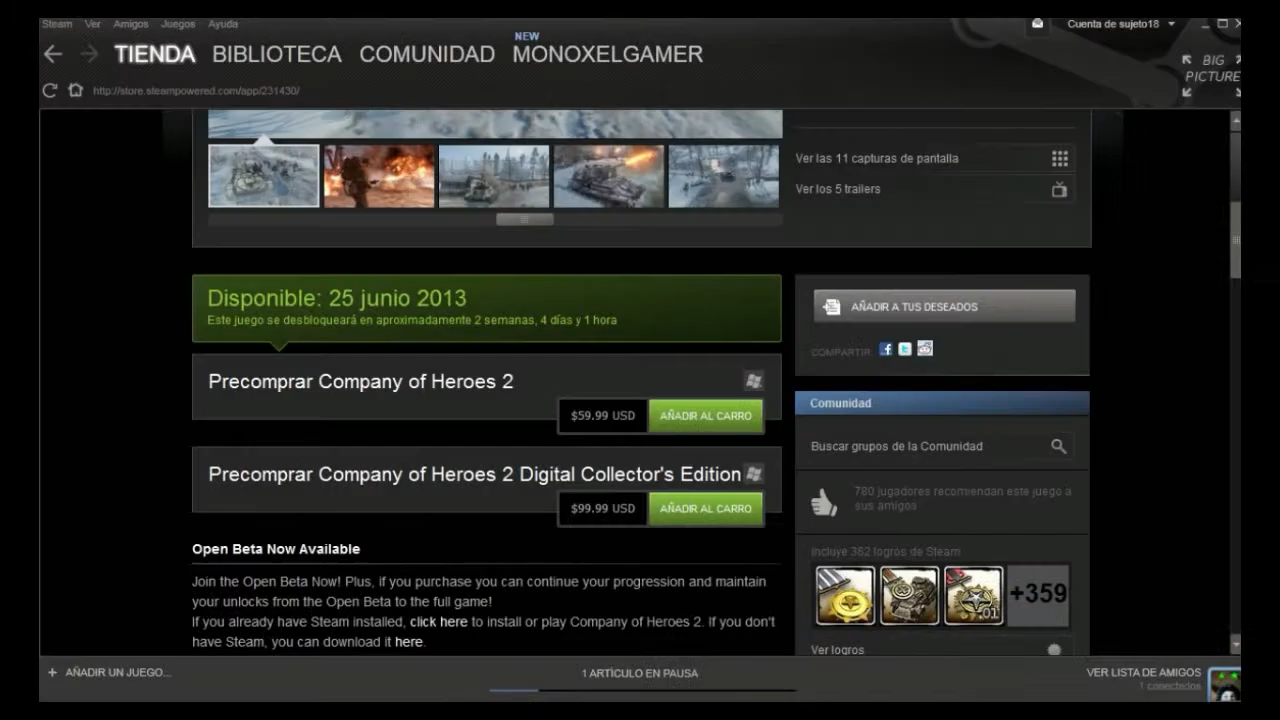 Steam Ver Amigos Juegos Ayuda
Cuenta de sujeto18
NEW
TIENDA BIBLIOTECA COMUNIDAD MONOXELGAMER
BIG
PICTURE
http://store.steampowered.com/app/231430/
Ver las 11 capturas de pantalla
Ver los 5 trailers
Disponible: 25 junio 2013
Este juego se desbloqueará en aproximadamente 2 semanas, 4 días y 1 hora
AÑADIR A TUS DESEADOS
COMPARTIR:
Precomprar Company of Heroes 2
$59.99 USD AÑADIR AL CARRO
Precomprar Company of Heroes 2 Digital Collector's Edition
$99.99 USD AÑADIR AL CARRO
Comunidad
Buscar grupos de la Comunidad
780 jugadores recomiendan este juego a
sus amigos
Incluye 362 logros de Steam
.01
+359
Ver logros
Open Beta Now Available
Join the Open Beta Now! Plus, if you purchase you can continue your progression and maintain
your unlocks from the Open Beta to the full game!
If you already have Steam installed, click here to install or play Company of Heroes 2. If you don't
have Steam, you can download it here.
+ AÑADIR UN JUEGO...
1 ARTÍCULO EN PAUSA
VER LISTA DE AMIGOS
1 conectados